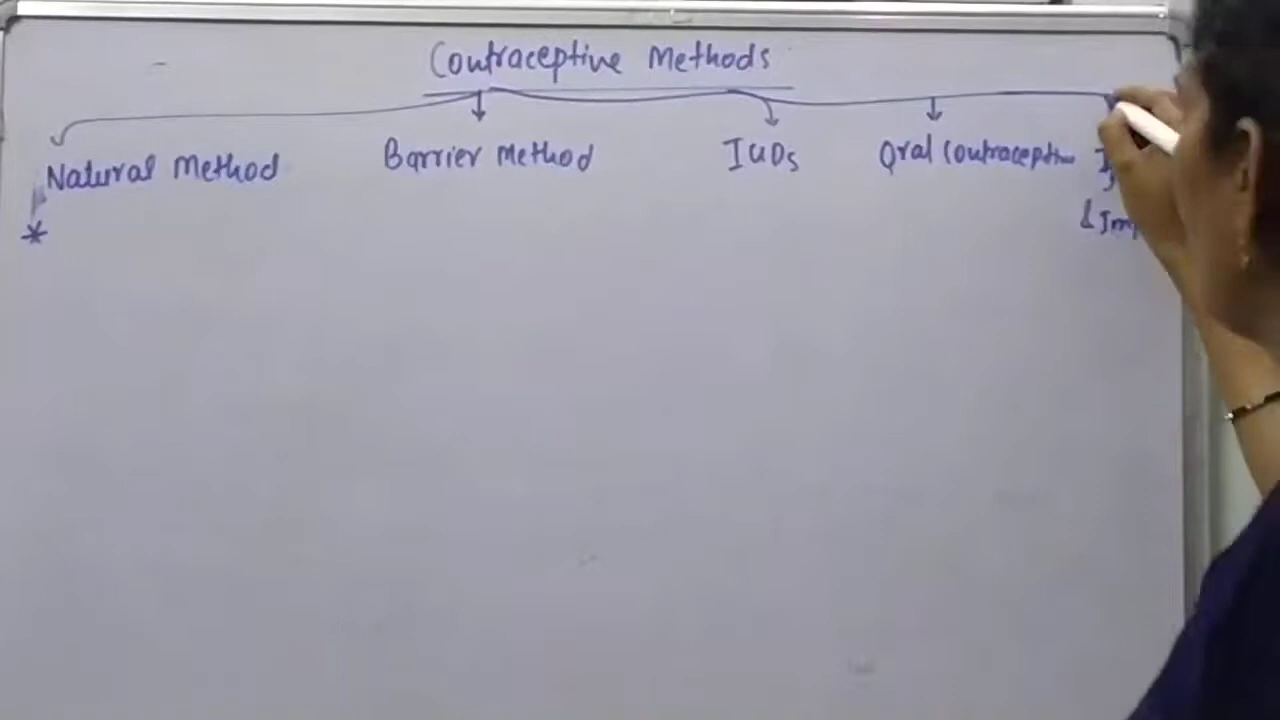 Contraceptive Methods
Natural Method Barrier Method IUDs Oral Contraceptive
*
&